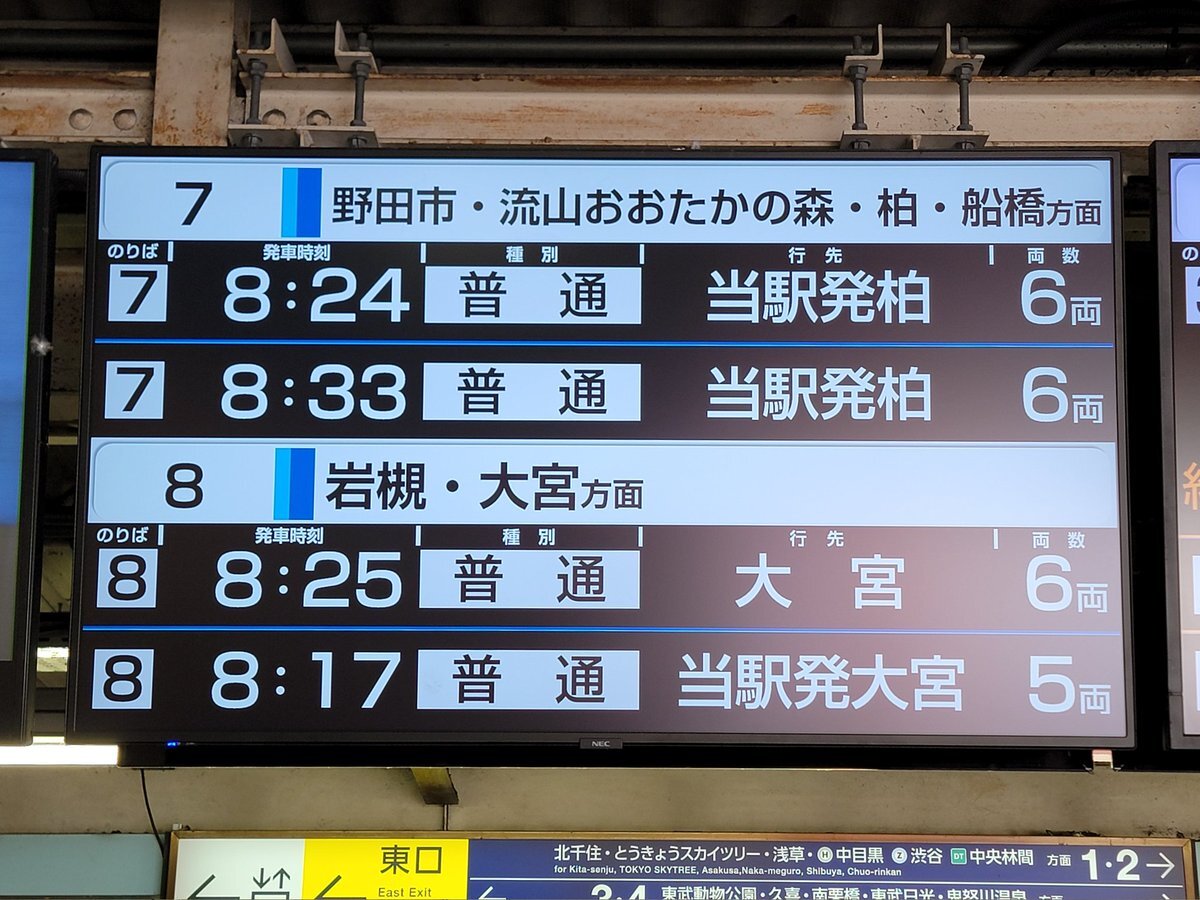 7 野田市・流山おおたかの森・柏・船橋方面
のりば 発車時刻 種別 行先 両数
7 8:24 普通 当駅発柏 6両
7 8:33 普通 当駅発柏 6両
8 岩槻・大宮方面
のりば 発車時刻 種別 行先 両数
8 8:25 普通 大宮 6両
8 8:17 普通 当駅発大宮 5両
NEC
東口
East Exit
北千住・とうきょうスカイツリー・浅草・H中目黒 Z渋谷 DT中央林間 方面 1・2
for Kita-senju, TOKYO SKYTREE, Asakusa, Naka-meguro, Shibuya, Chuo-rinkan
3・4 東武動物公園・久喜・南栗橋・東武日光・鬼怒川温泉 方面